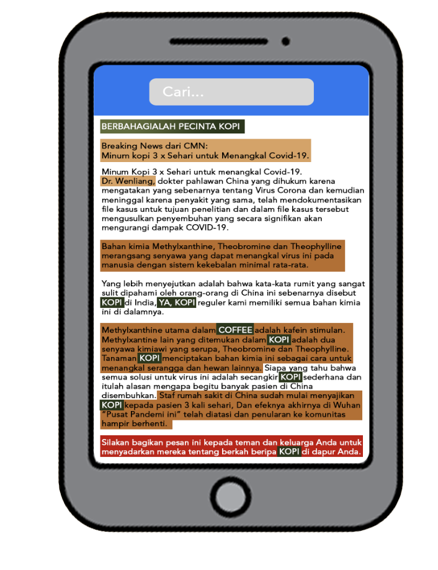 Cari...
BERBAHAGIALAH PECINTA KOPI
Breaking News dari CMN:
Minum kopi 3 x Sehari untuk Menangkal Covid-19.
Minum Kopi 3 x Sehari untuk menangkal Covid-19.
Dr. Wenliang, dokter pahlawan China yang dihukum karena
mengatakan yang sebenarnya tentang Virus Corona dan kemudian
meninggal karena penyakit yang sama, telah mendokumentasikan
file kasus untuk tujuan penelitian dan dalam file kasus tersebut
mengusulkan penyembuhan yang secara signifikan akan
mengurangi dampak COVID-19.
Bahan kimia Methylxanthine, Theobromine dan Theophylline
merangsang senyawa yang dapat menangkal virus ini pada
manusia dengan sistem kekebalan minimal rata-rata.
Yang lebih menyejutkan adalah bahwa kata-kata rumit yang sangat
sulit dipahami oleh orang-orang di China ini sebenarnya disebut
KOPI di India,YA, KOPI reguler kami memiliki semua bahan kimia
ini di dalamnya.
Methylxanthine utama dalam COFFEE adalah kafein stimulan.
Methylxantine lain yang ditemukan dalam KOPI adalah dua
senyawa kimiawi yang serupa, Theobromine dan Theophylline.
Tanaman KOPI menciptakan bahan kimia ini sebagai cara untuk
menangkal serangga dan hewan lainnya. Siapa yang tahu bahwa
semua solusi untuk virus ini adalah secangkir KOPI sederhana dan
itulah alasan mengapa begitu banyak pasien di China
disembuhkan. Staf rumah sakit di China sudah mulai menyajikan
KOPI kepada pasien 3 kali sehari, Dan efeknya akhirnya di Wuhan
"Pusat Pandemi ini" telah diatasi dan penularan ke komunitas
hampir berhenti.
Silakan bagikan pesan ini kepada teman dan keluarga Anda untuk
menyadarkan mereka tentang berkah beripa KOPI di dapur Anda.